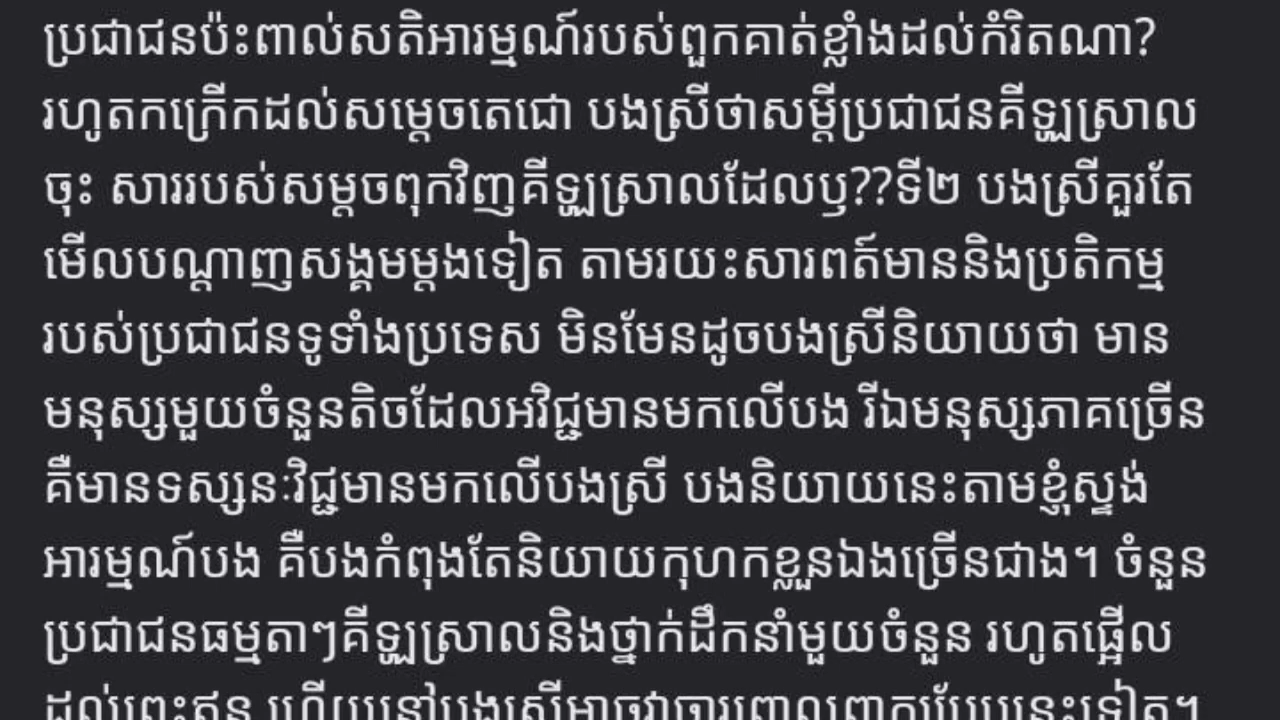 ប្រជាជនប៉ះពាល់សតិអារម្មណ៍របស់ពួកគាត់ខ្លាំងដល់កំរិតណា?
រហូតកក្រើកដល់សម្ដេចតេជោ បងស្រីថាសម្ដីប្រជាជនគីឡូស្រាល
ចុះ សាររបស់សម្ដចពុកវិញគីឡូស្រាលដែលឫ??ទី២ បងស្រីគួរតែ
មើលបណ្ដាញសង្គមម្ដងទៀត តាមរយះសារពត៍មាននិងប្រតិកម្ម
របស់ប្រជាជនទូទាំងប្រទេស មិនមែនដូចបងស្រីនិយាយថា មាន
មនុស្សមួយចំនួនតិចដែលអវិជ្ជមានមកលើបង រីឯមនុស្សភាគច្រើន
គឺមានទស្សនៈវិជ្ជមានមកលើបងស្រី បងនិយាយនេះតាមខ្ញុំស្ទង់
អារម្មណ៍បង គឺបងកំពុងតែនិយាយកុហកខ្លួនឯងច្រើនជាង។ ចំនួន
ប្រជាជនធម្មតាៗគីឡូស្រាលនិងថ្នាក់ដឹកនាំមួយចំនួន រហូតផ្អើល